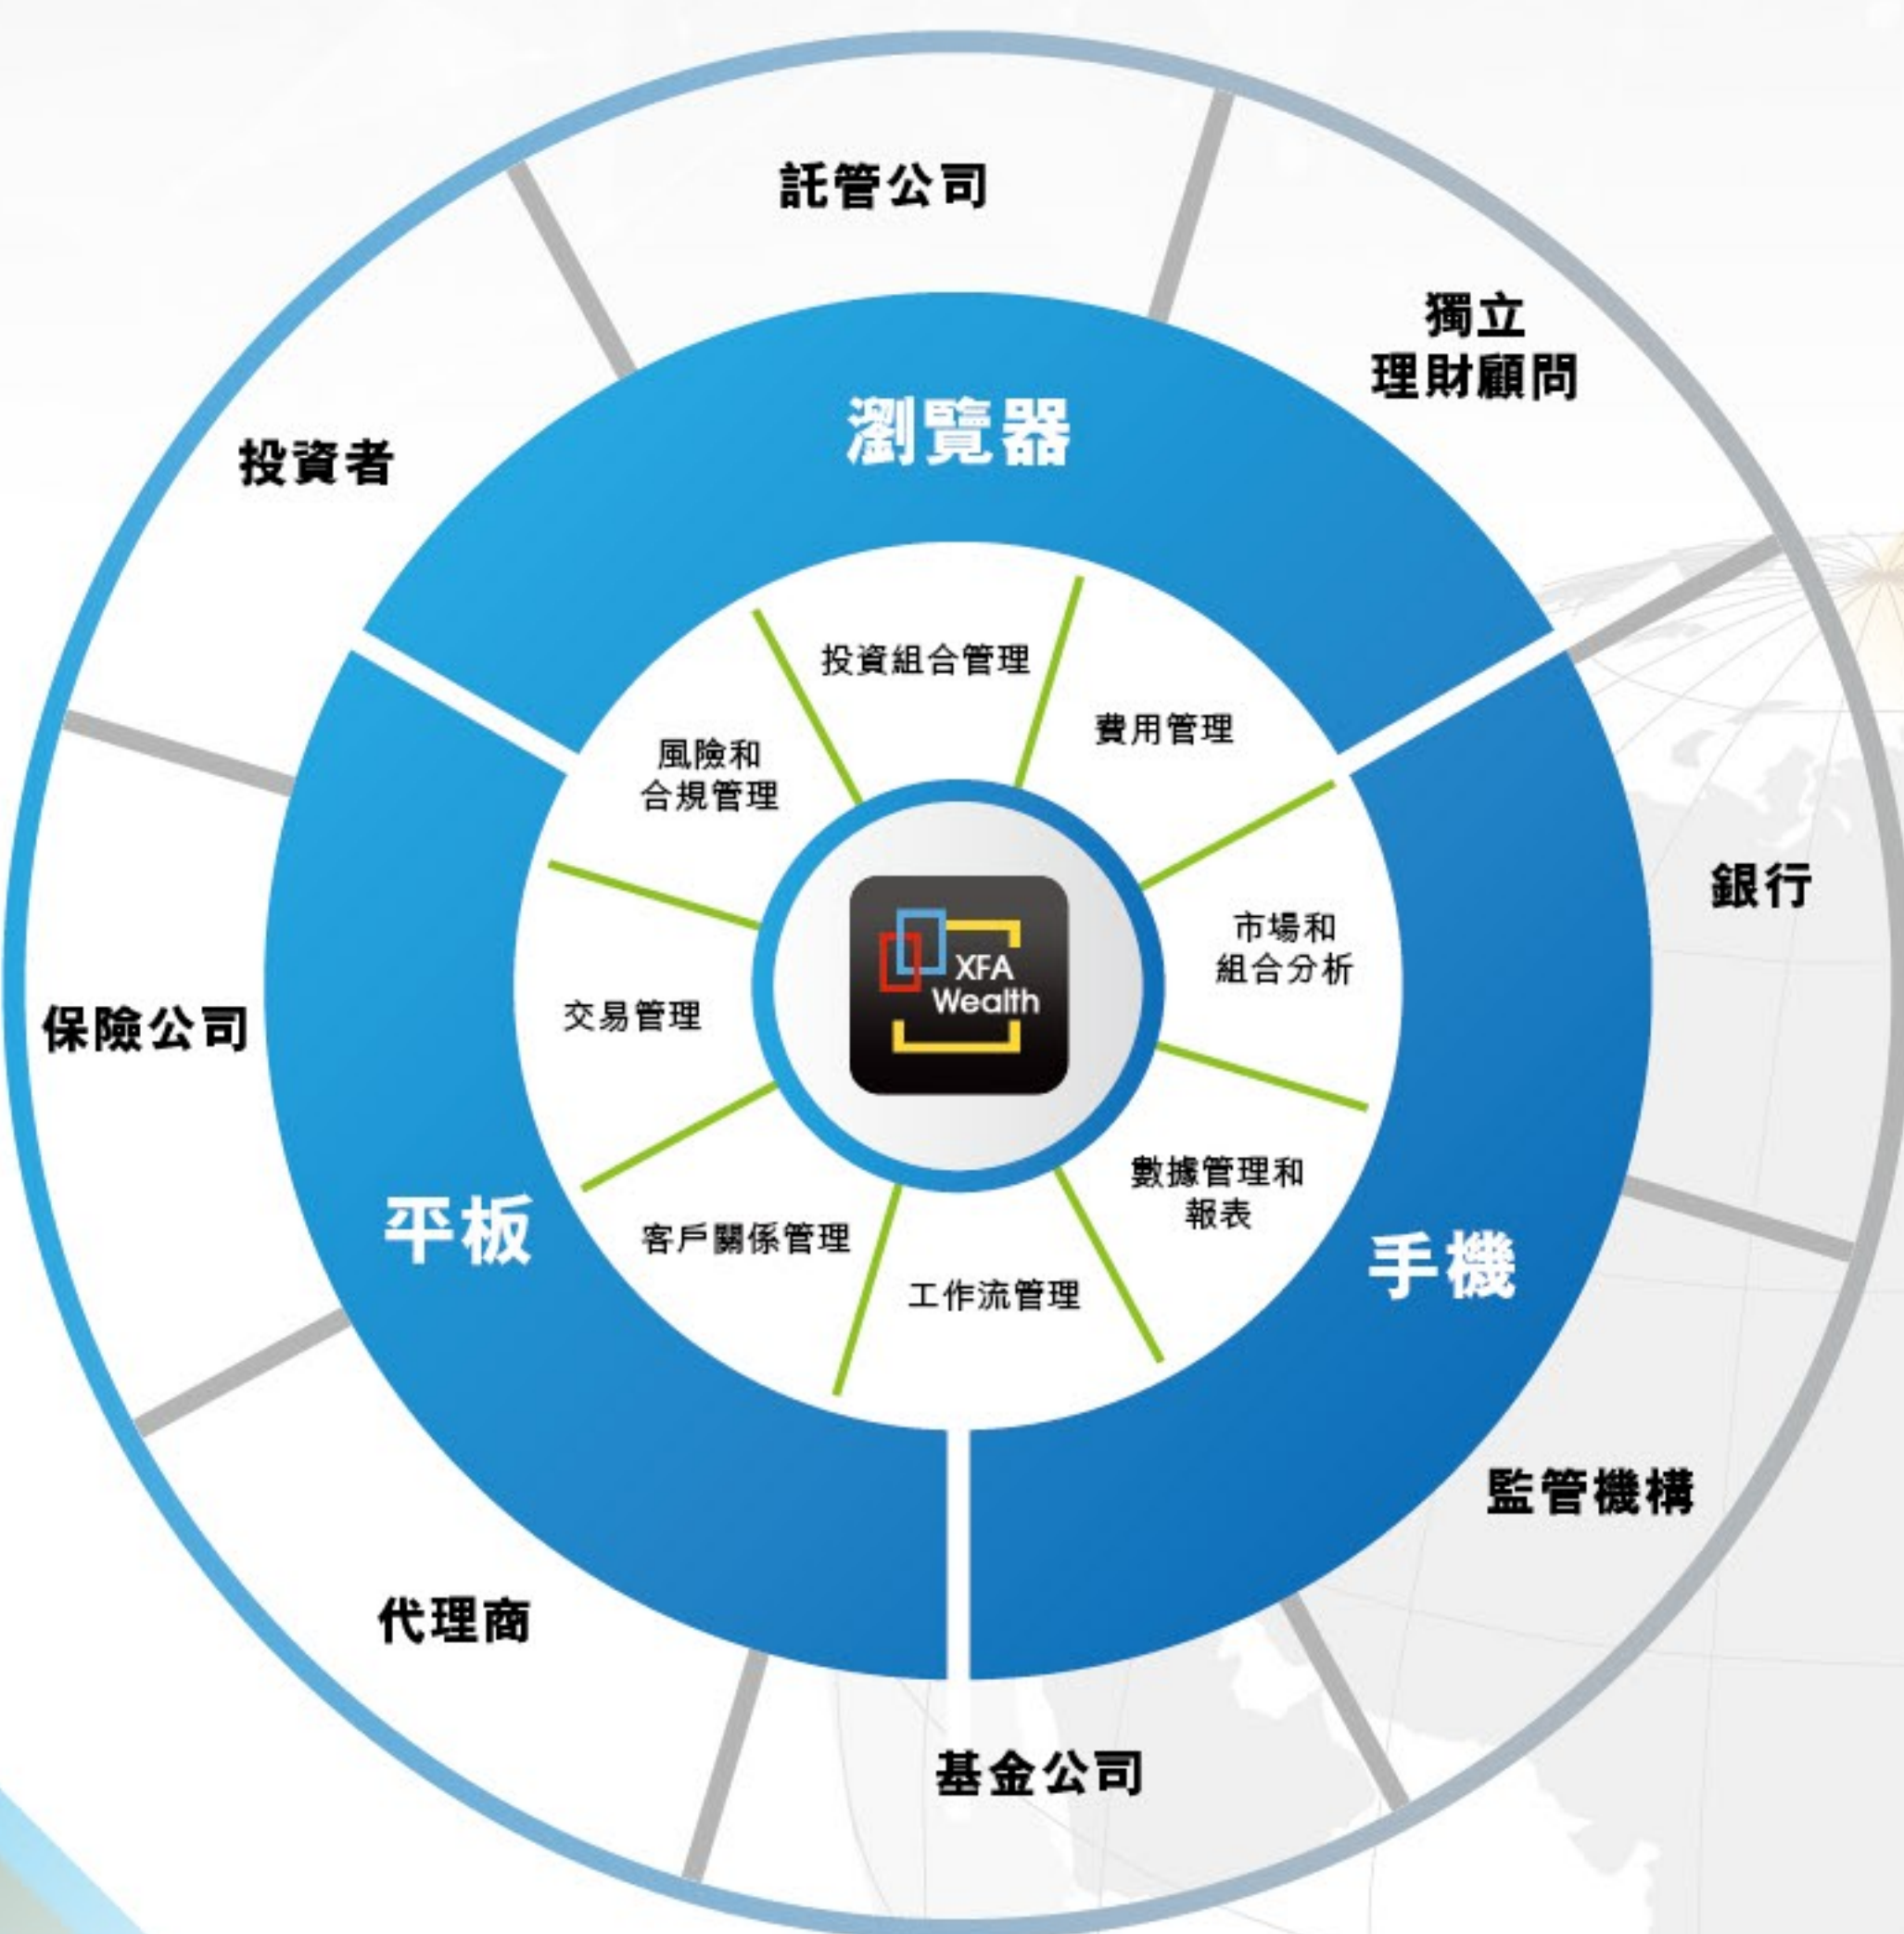 託管公司
獨立
理財顧問
投資者
瀏覽器
投資組合管理
費用管理
風險和
合規管理
市場和
組合分析
銀行
XFA
Wealth
交易管理
保險公司
數據管理和
報表
平板
客戶關係管理
手機
工作流管理
監管機構
代理商
基金公司